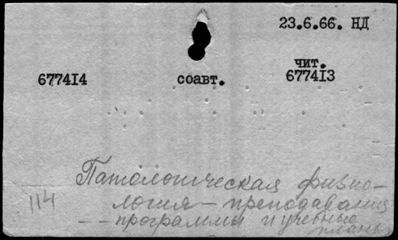 23.6.66. НД
чит.
677414 соавт. 677413
Патологическая физио-
логия — преподавания
114 -- программы и учебные
планы